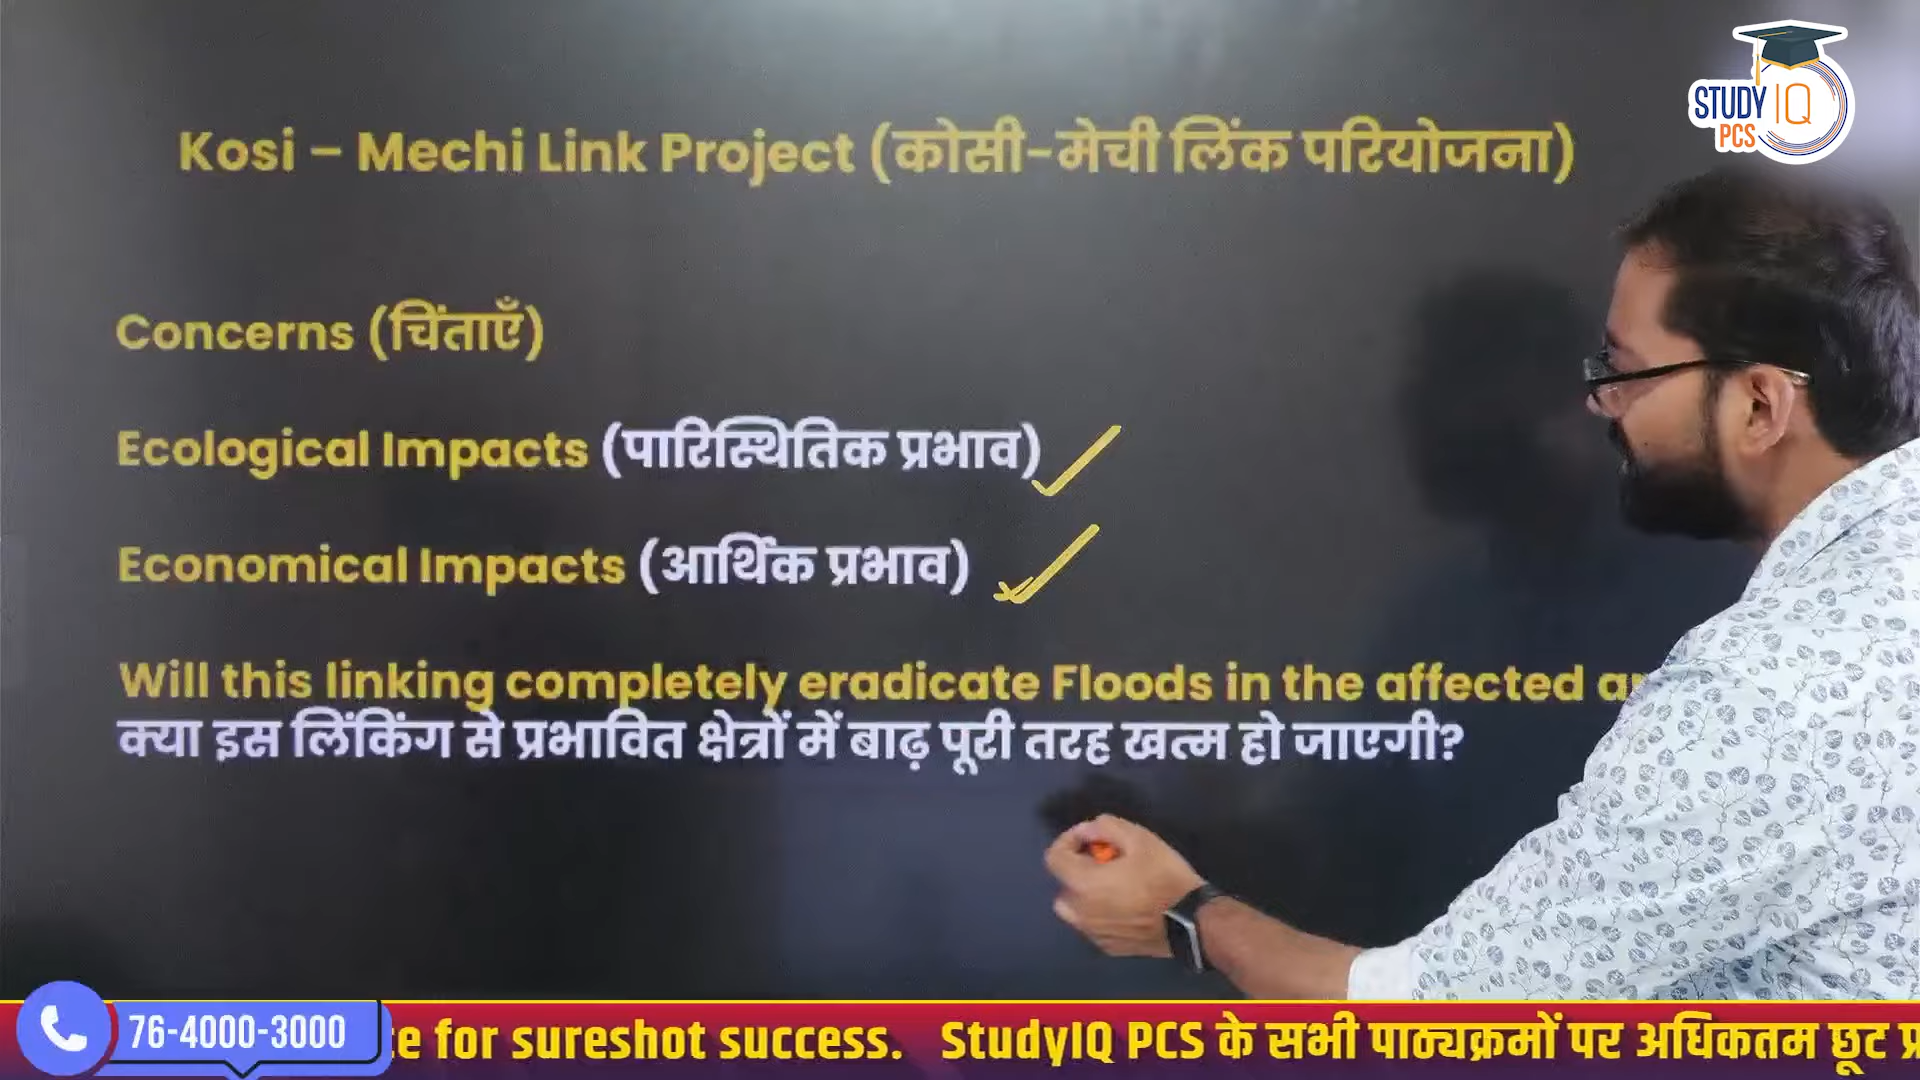 STUDY IQ
PCS
Kosi – Mechi Link Project (कोसी-मेची लिंक परियोजना)
Concerns (चिंताएँ)
Ecological Impacts (पारिस्थितिक प्रभाव)
Economical Impacts (आर्थिक प्रभाव)
Will this linking completely eradicate Floods in the affected
क्या इस लिंकिंग से प्रभावित क्षेत्रों में बाढ़ पूरी तरह खत्म हो जाएगी?
76-4000-3000
for sureshot success. StudyIQ PCS के सभी पाठ्यक्रमों पर अधिकतम छूट